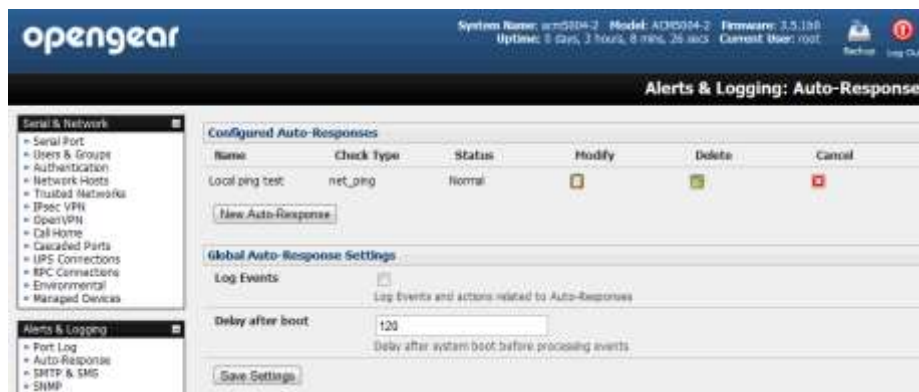 opengear
System Name: acm5004-2 Model: ACM5004-2 Firmware: 3.5.1b0
Uptime: 0 days, 3 hours, 8 mins, 26 secs Current User: root
Backup
Log Out
Alerts & Logging: Auto-Response
Serial & Network
Serial Port
Users & Groups
Authentication
Network Hosts
Trusted Networks
IPsec VPN
OpenVPN
Call Home
Cascaded Ports
UPS Connections
RPC Connections
Environmental
Managed Devices
Alerts & Logging
Port Log
Auto-Response
SMTP & SMS
SNMP
Configured Auto-Responses
Name Check Type Status Modify Delete Cancel
Local ping test net_ping Normal
New Auto-Response
Global Auto-Response Settings
Log Events
Log Events and actions related to Auto-Responses
Delay after boot
120
Delay after system boot before processing events
Save Settings